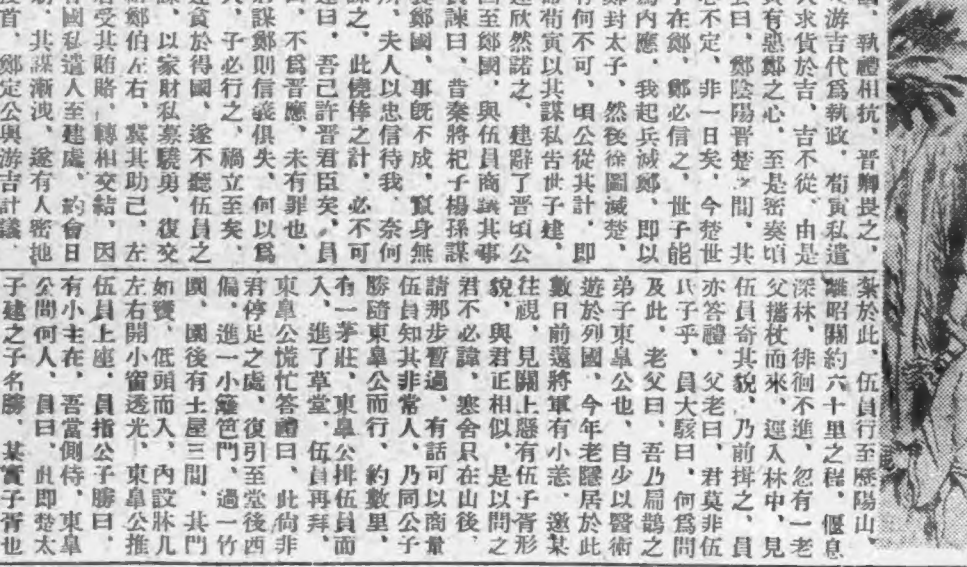 執禮相抗、晉卿畏之、
游吉代爲執政、荀寅私遣
人求貨於吉、吉不從、由是
寅有惡鄭之心、至是密奏頃
公曰、鄭陰陽晉楚之間、其
心不定、非一日矣、今楚世
子在鄭、鄭必信之、世子能
爲內應、我起兵滅鄭、即以
鄭封太子、然後徐圖滅楚、
有何不可、頃公從其計、即
命荀寅以其謀私告世子建、
建欣然諾之、建辭了晉頃公
回至鄭國、與伍員商議其事
員諫曰、昔秦將杞子楊孫謀
襲鄭國、事旣不成、竄身無
所、夫人以忠信待我、奈何
謀之、此僥倖之計、必不可
建曰、吾已許晉君臣矣、員
曰、不爲晉應、未有罪也、
若謀鄭則信義俱失、何以爲
人、子必行之、禍立至矣、
建貪於得國、遂不聽伍員之
諫、以家財私募驍勇、復交
結鄭伯左右、冀其助己、左
右受其賄賂、轉相交結、因
晉國私遣人至建處、約會日
期、其謀漸洩、遂有人密地
投首、鄭定公與游吉計議、
紮於此、伍員行至歷陽山、
離昭關約六十里之程、偃息
深林、徘徊不進、忽有一老
父攜杖而來、逕入林中、見
伍員奇其貌、乃前揖之、員
亦答禮、父老曰、君莫非伍
氏子乎、員大駭曰、何爲問
及此、老父曰、吾乃扁鵲之
弟子東臯公也、自少以醫術
遊於列國、今年老隱居於此
數日前薳將軍有小恙、邀某
往視、見關上懸有伍子胥形
貌、與君正相似、是以問之
君不必諱、寒舍只在山後、
請那步暫過、有話可以商量
伍員知其非常人、乃同公子
勝隨東臯公而行、約數里、
有一茅莊、東臯公揖伍員而
入、進了草堂、伍員再拜、
東臯公慌忙答禮曰、此尙非
君停足之處、復引至堂後西
偏、進一小籬笆門、過一竹
園、園後有土屋三間、其門
如竇、低頭而入、內設牀几
左右開小窗透光、東臯公推
伍員上座、員指公子勝曰、
有小主在、吾當側侍、東臯
公問何人、員曰、此即楚太
子建之子名勝、某實子胥也